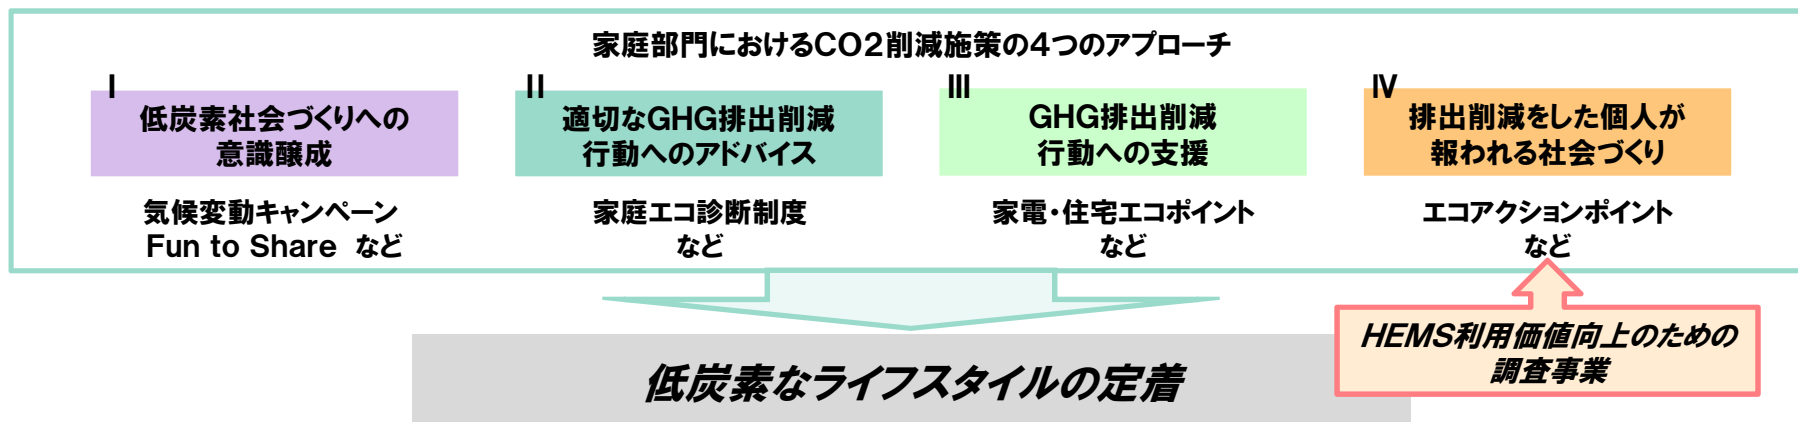 家庭部門におけるCO2削減施策の4つのアプローチ
I
低炭素社会づくりへの
意識醸成
気候変動キャンペーン
Fun to Share など
II
適切なGHG排出削減
行動へのアドバイス
家庭エコ診断制度
など
III
GHG排出削減
行動への支援
家電・住宅エコポイント
など
IV
排出削減をした個人が
報われる社会づくり
エコアクションポイント
など
HEMS利用価値向上のための
調査事業
低炭素なライフスタイルの定着